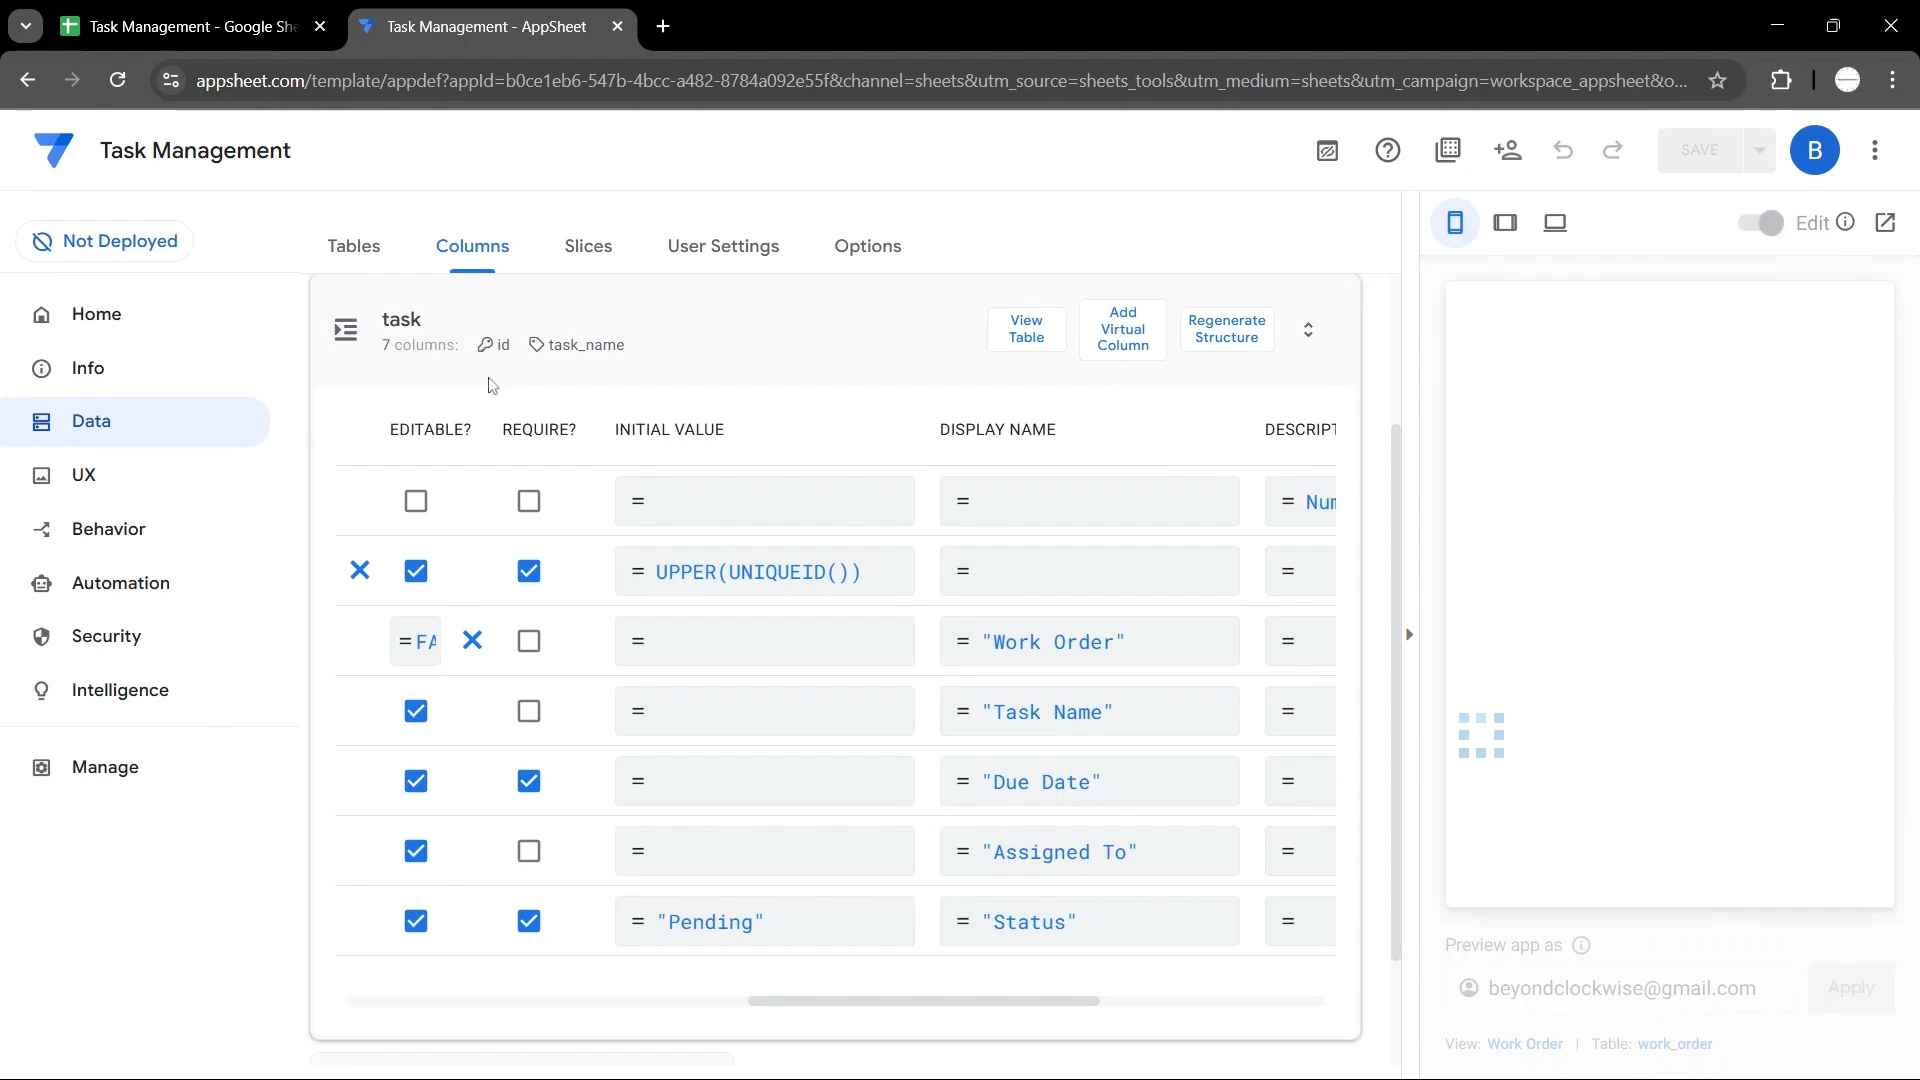 Task Management - Google She
Task Management - AppSheet
appsheet.com/template/appdef?appId=b0ce1eb6-547b-4bcc-a482-8784a092e55f&channel=sheets&utm_source=sheets_tools&utm_medium=sheets&utm_campaign=workspace_appsheet&o...
Task Management
SAVE
B
Not Deployed
Tables
Columns
Slices
User Settings
Options
Edit
Home
Info
Data
UX
Behavior
Automation
Security
Intelligence
Manage
task
7 columns:
id
task_name
View
Table
Add
Virtual
Column
Regenerate
Structure
EDITABLE? REQUIRE? INITIAL VALUE DISPLAY NAME DESCRIPT
= = = Num
= UPPER(UNIQUEID()) = =
=FA = = "Work Order" =
= = "Task Name" =
= = "Due Date" =
= = "Assigned To" =
= "Pending" = "Status" =
Preview app as
beyondclockwise@gmail.com
Apply
View: Work Order | Table: work_order